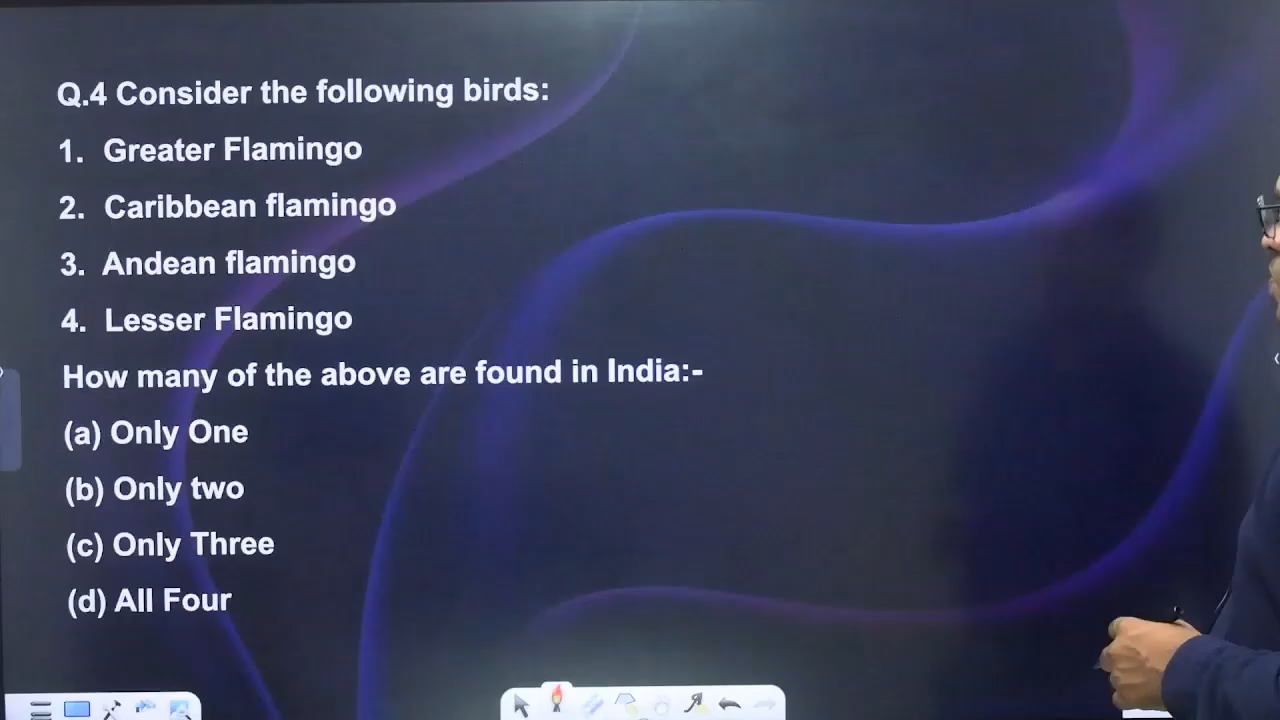 Q.4 Consider the following birds:
1. Greater Flamingo
2. Caribbean flamingo
3. Andean flamingo
4. Lesser Flamingo
How many of the above are found in India:-
(a) Only One
(b) Only two
(c) Only Three
(d) All Four